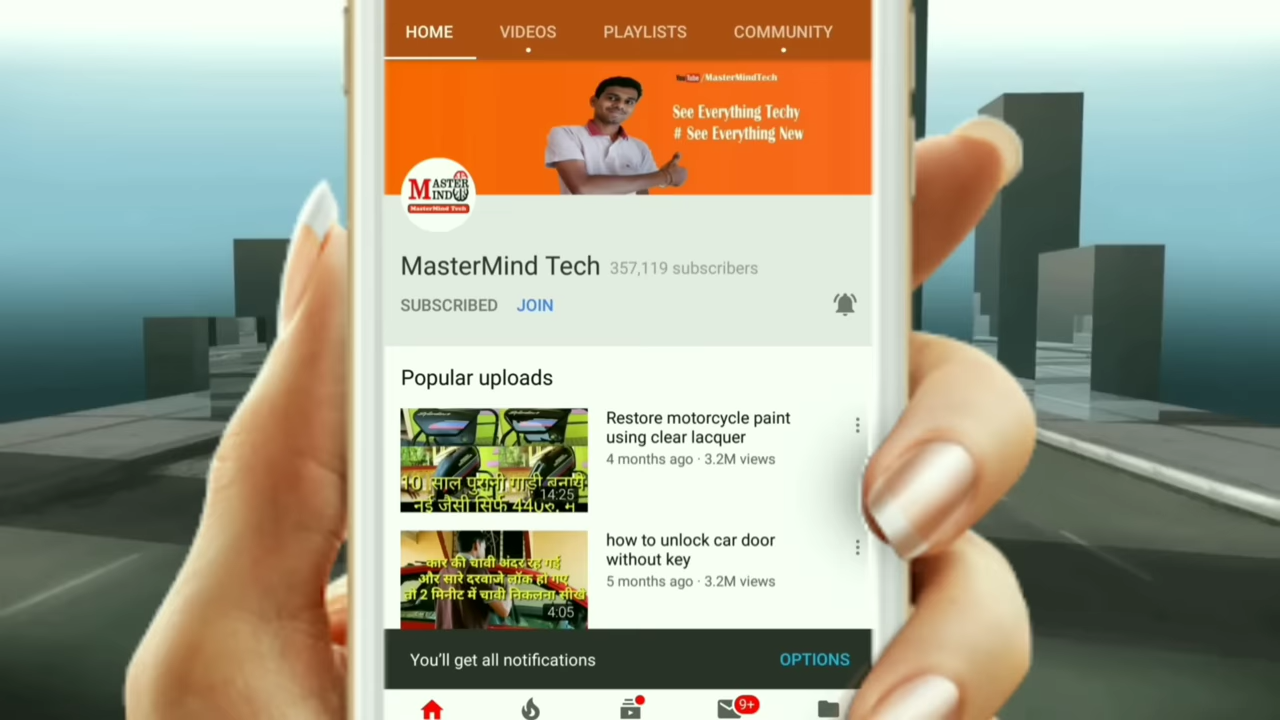 HOME VIDEOS PLAYLISTS COMMUNITY
YouTube /MasterMindTech
See Everything Techy
# See Everything New
MASTER
MIND
MasterMind Tech
MasterMind Tech 357,119 subscribers
SUBSCRIBED JOIN
Popular uploads
Restore motorcycle paint
using clear lacquer
4 months ago · 3.2M views
10 साल पुरानी गाड़ी बनाये
14:25
नई जैसी सिर्फ 440रु. में
how to unlock car door
without key
5 months ago · 3.2M views
कार की चावी अंदर रह गई
और सारे दरवाजे लॉक हो गए
तो 2 मिनीट में चावी निकलना सीखे
4:05
You'll get all notifications OPTIONS
9+